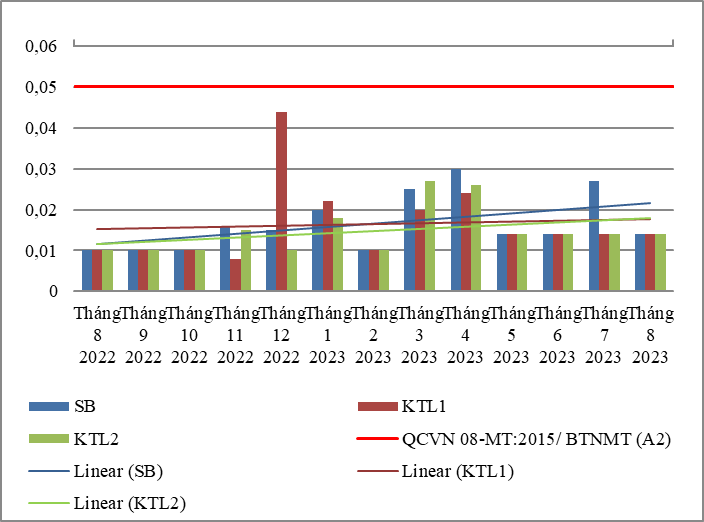 0,06
0,05
0,04
0,03
0,02
0,01
0
Tháng Tháng Tháng Tháng Tháng Tháng Tháng Tháng Tháng Tháng Tháng Tháng Tháng
8 9 10 11 12 1 2 3 4 5 6 7 8
2022 2022 2022 2022 2022 2023 2023 2023 2023 2023 2023 2023 2023
SB KTL1
KTL2 QCVN 08-MT:2015/ BTNMT (A2)
Linear (SB) Linear (KTL1)
Linear (KTL2)